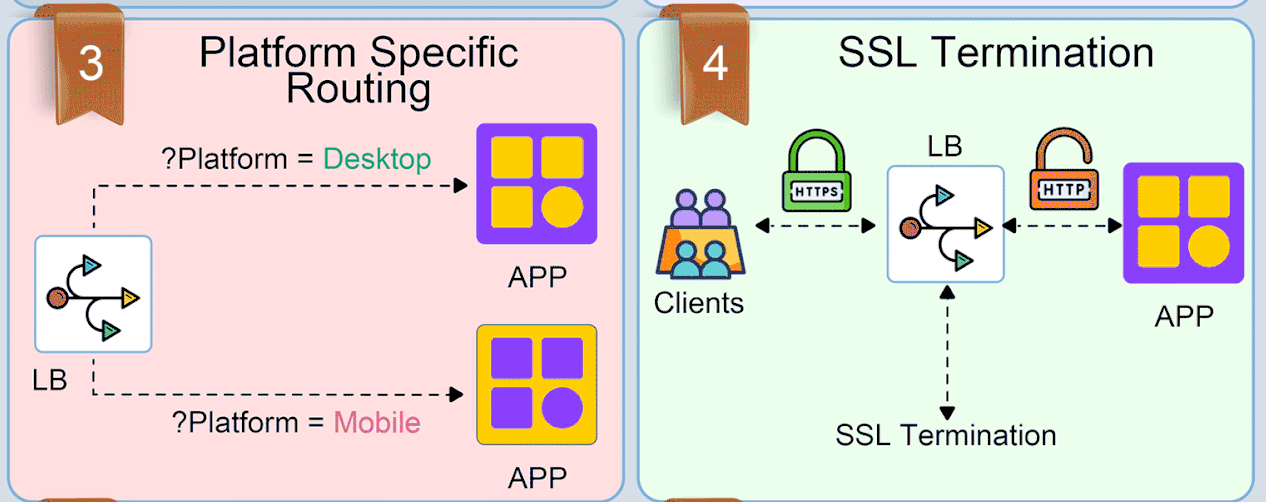 3
Platform Specific
Routing
?Platform = Desktop
APP
LB
?Platform = Mobile
APP
4
SSL Termination
LB
HTTPS
HTTP
Clients
APP
SSL Termination